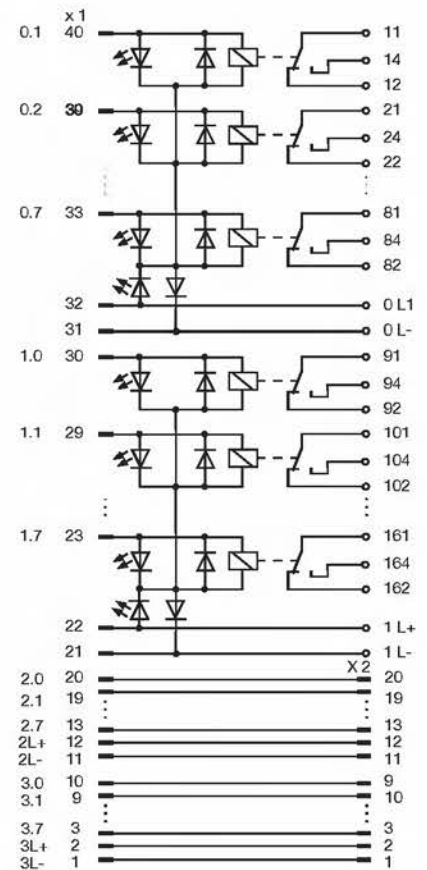 x 1
0.1 40 11
14
12
0.2 39 21
24
22
0.7 33 81
84
82
32 0 L1
31 0 L-
1.0 30 91
94
92
1.1 29 101
104
102
1.7 23 161
164
162
22 1 L+
21 1 L-
X 2
2.0 20 20
2.1 19 19
2.7 13 13
2L+ 12 12
2L- 11 11
3.0 10 9
3.1 9 10
3.7 3 3
3L+ 2 2
3L- 1 1